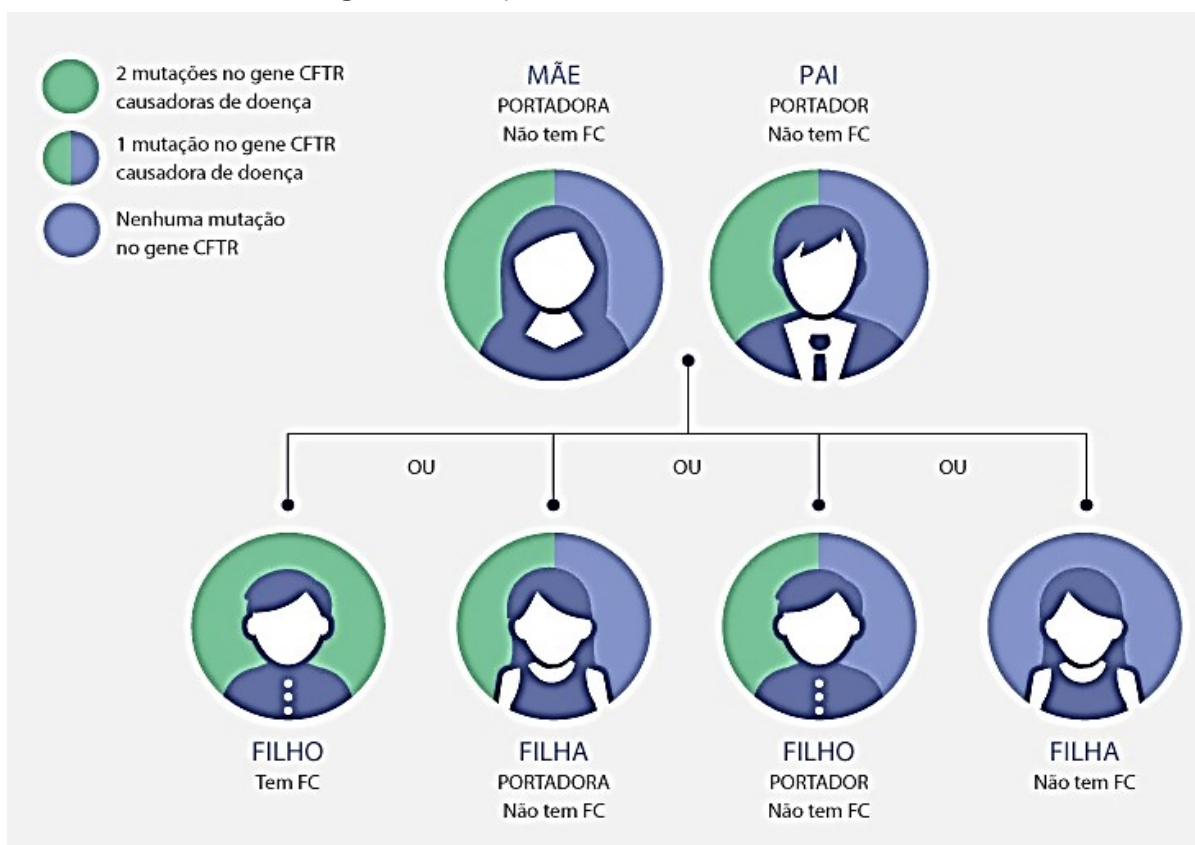 2 mutações no gene CFTR
causadoras de doença
1 mutação no gene CFTR
causadora de doença
Nenhuma mutação
no gene CFTR
MÃE
PORTADORA
Não tem FC
PAI
PORTADOR
Não tem FC
OU
OU
OU
FILHO
Tem FC
FILHA
PORTADORA
Não tem FC
FILHO
PORTADOR
Não tem FC
FILHA
Não tem FC